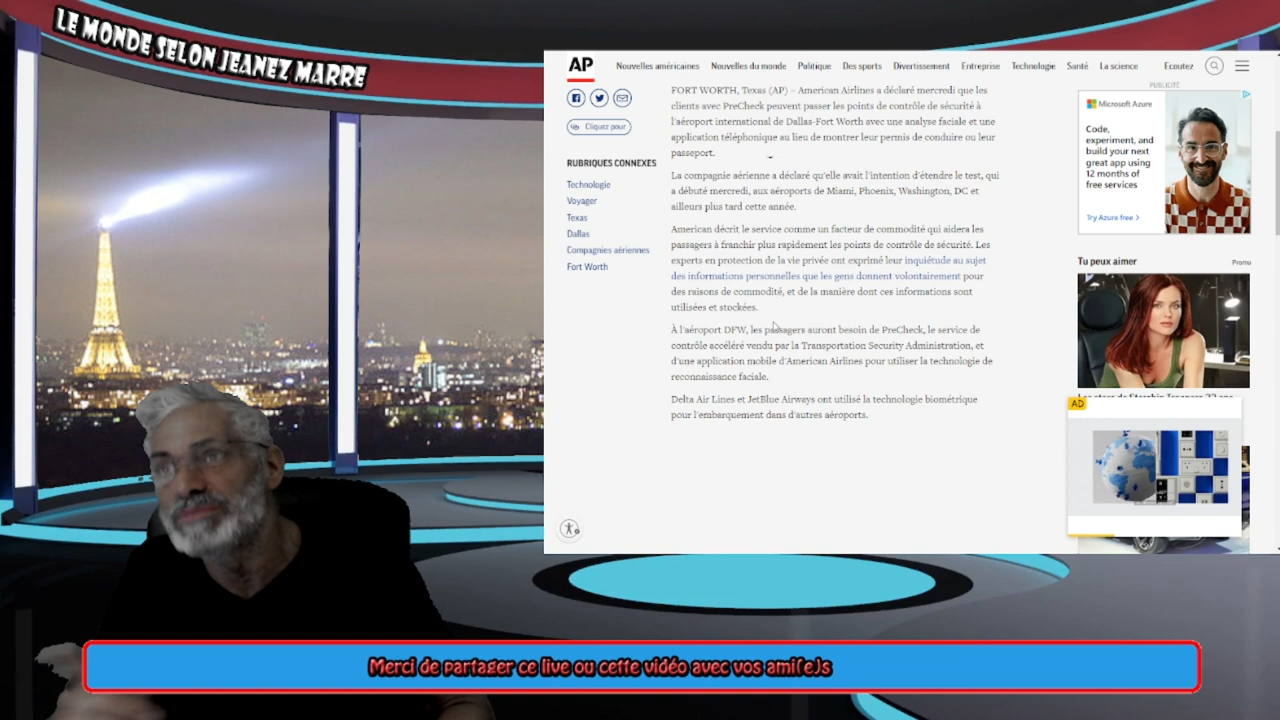 LE MONDE SELON JEANEZ MARRE
AP
Nouvelles américaines Nouvelles du monde Politique Des sports Divertissement Entreprise Technologie Santé La science Ecoutez
Cliquez pour
RUBRIQUES CONNEXES
Technologie
Voyager
Texas
Dallas
Compagnies aériennes
Fort Worth
FORT WORTH, Texas (AP) – American Airlines a déclaré mercredi que les
clients avec PreCheck peuvent passer les points de contrôle de sécurité à
l'aéroport international de Dallas-Fort Worth avec une analyse faciale et une
application téléphonique au lieu de montrer leur permis de conduire ou leur
passeport.
La compagnie aérienne a déclaré qu'elle avait l'intention d'étendre le test, qui
a débuté mercredi, aux aéroports de Miami, Phoenix, Washington, DC et
ailleurs plus tard cette année.
American décrit le service comme un facteur de commodité qui aidera les
passagers à franchir plus rapidement les points de contrôle de sécurité. Les
experts en protection de la vie privée ont exprimé leur inquiétude au sujet
des informations personnelles que les gens donnent volontairement pour
des raisons de commodité, et de la manière dont ces informations sont
utilisées et stockées.
À l'aéroport DFW, les passagers auront besoin de PreCheck, le service de
contrôle accéléré vendu par la Transportation Security Administration, et
d'une application mobile d'American Airlines pour utiliser la technologie de
reconnaissance faciale.
Delta Air Lines et JetBlue Airways ont utilisé la technologie biométrique
pour l'embarquement dans d'autres aéroports.
PUBLICITÉ
Microsoft Azure
Code,
experiment, and
build your next
great app using
12 months of
free services
Try Azure free >
Tu peux aimer
Promu
AD
Merci de partager ce live ou cette vidéo avec vos ami(e)s